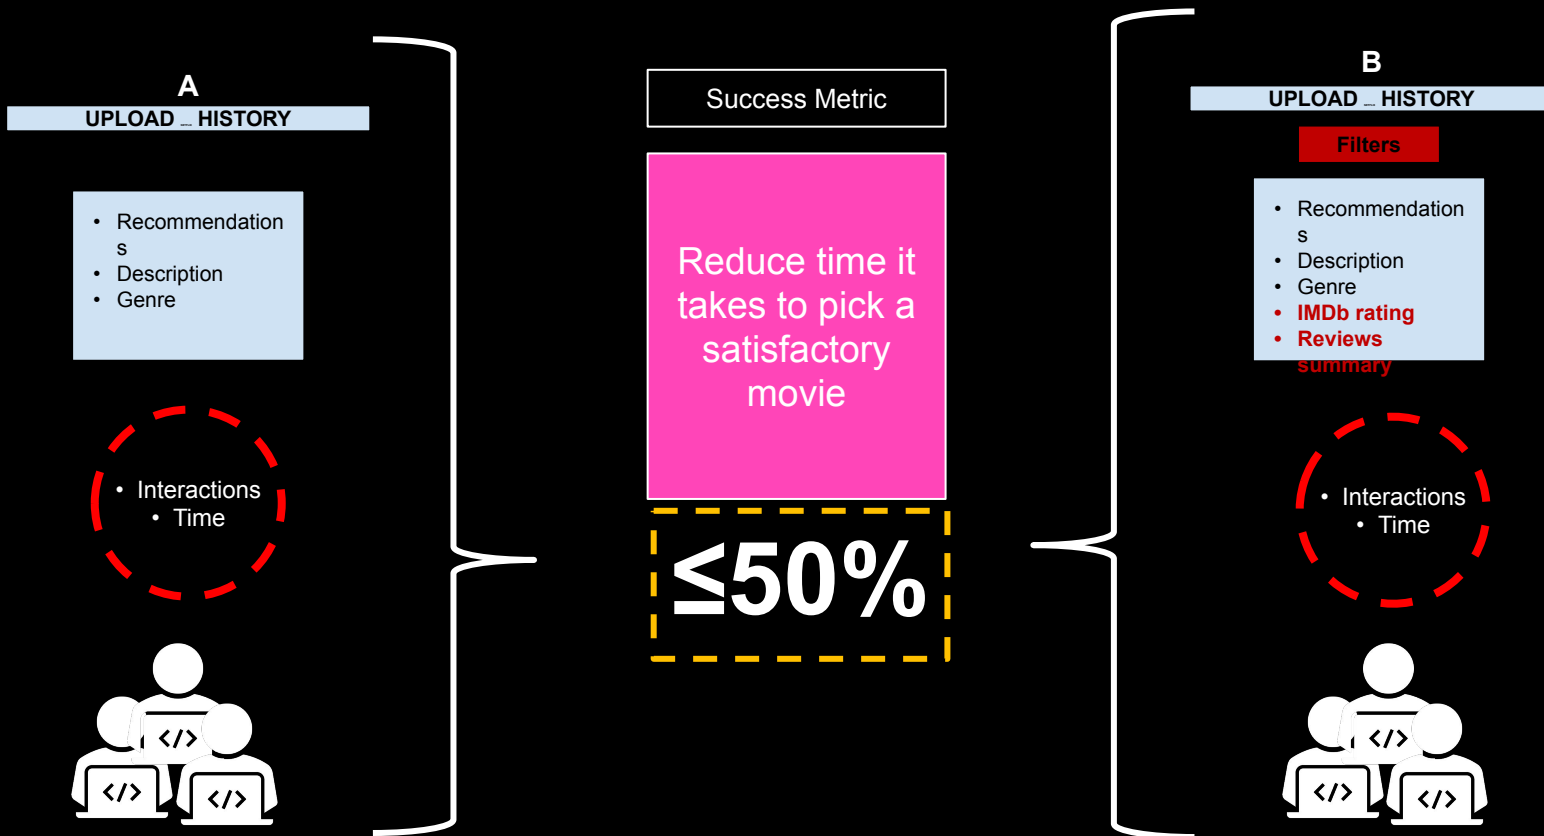 A
UPLOAD HISTORY
• Recommendation
s
• Description
• Genre
• Interactions
• Time
</>
</>
</>
Success Metric
Reduce time it
takes to pick a
satisfactory
movie
≤50%
B
UPLOAD HISTORY
Filters
• Recommendation
s
• Description
• Genre
• IMDb rating
• Reviews
summary
• Interactions
• Time
</>
</>
</>